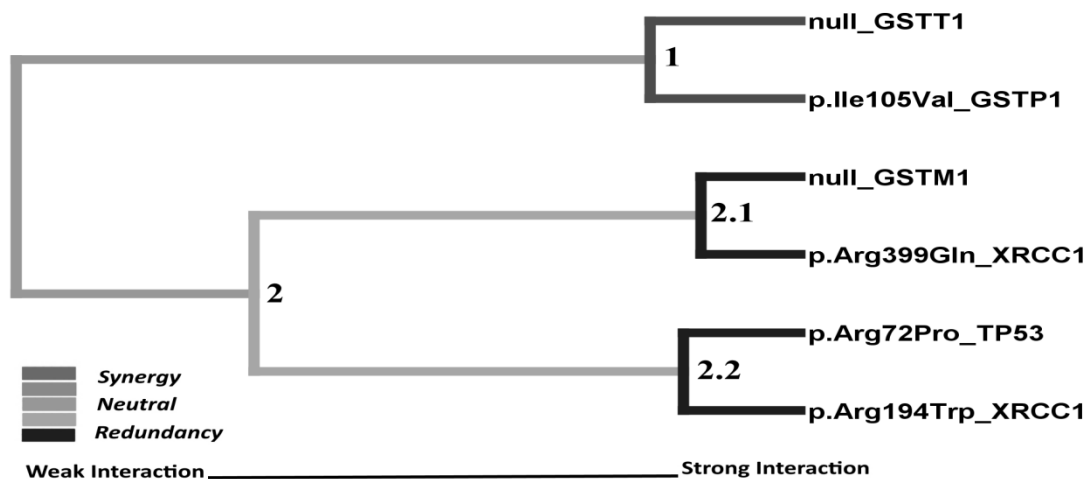 null_GSTT1
1
p.Ile105Val_GSTP1
null_GSTM1
2.1
p.Arg399Gln_XRCC1
2
p.Arg72Pro_TP53
2.2
p.Arg194Trp_XRCC1
Synergy
Neutral
Redundancy
Weak Interaction
Strong Interaction